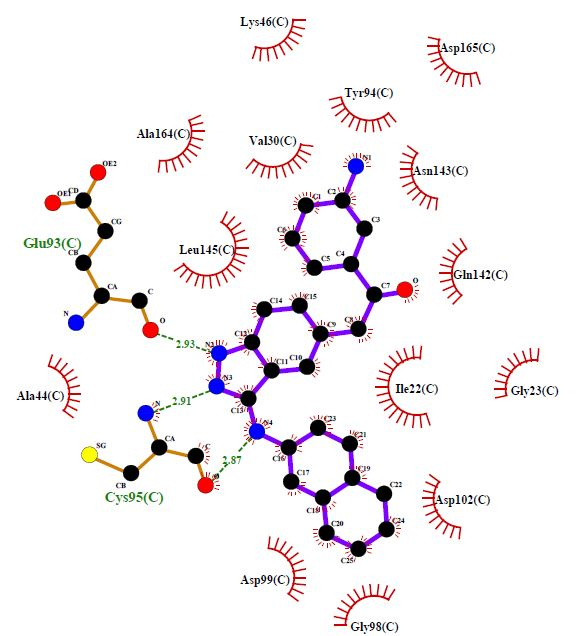 Lys46(C)
Asp165(C)
Tyr94(C)
Ala164(C)
Val30(C)
N1
OE2
Asn143(C)
CD
C2
OE1
C1
C3
CG
C6
Glu93(C)
Leu145(C)
C5
C4
CB
Gln142(C)
C7
O
CA
C
C14
C15
N
O
C8
C12
C9
2.93
N2
C11
C10
N3
Ile22(C)
Gly23(C)
Ala44(C)
2.91
C13
N
N4
C23
CA
C21
SG
C
C16
2.87
C19
CB
O
C17
C22
Cys95(C)
C18
Asp102(C)
C20
C24
C25
Asp99(C)
Gly98(C)